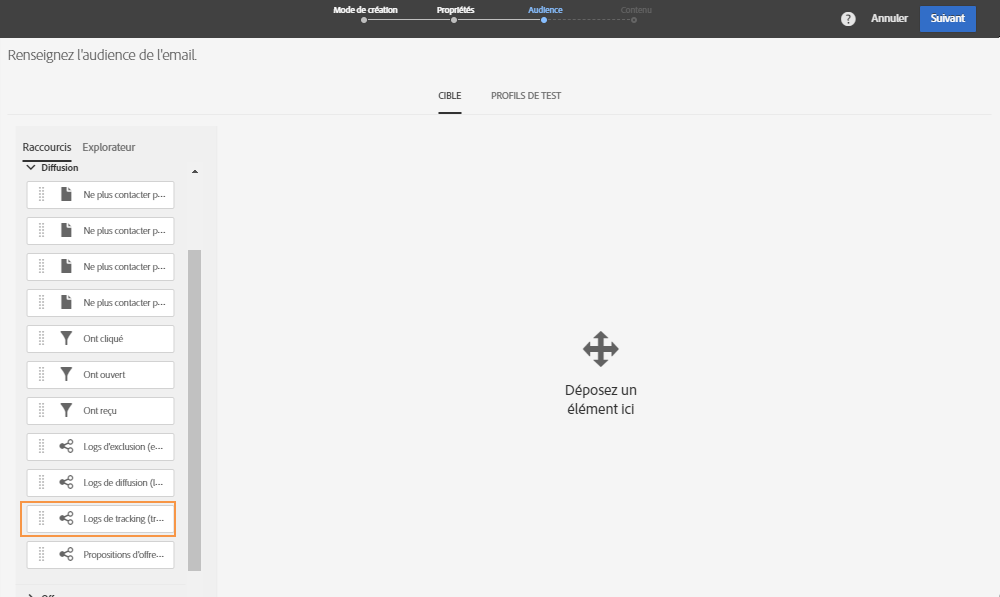 Mode de création
Propriétés
Audience
Contenu
?
Annuler
Suivant
Renseignez l'audience de l'email.
CIBLE
PROFILS DE TEST
Raccourcis
Explorateur
Diffusion
Ne plus contacter p...
Ne plus contacter p...
Ne plus contacter p...
Ne plus contacter p...
Ont cliqué
Ont ouvert
Ont reçu
Logs d'exclusion (e...
Logs de diffusion (l...
Logs de tracking (tr...
Propositions d'offre...
Déposez un
élément ici